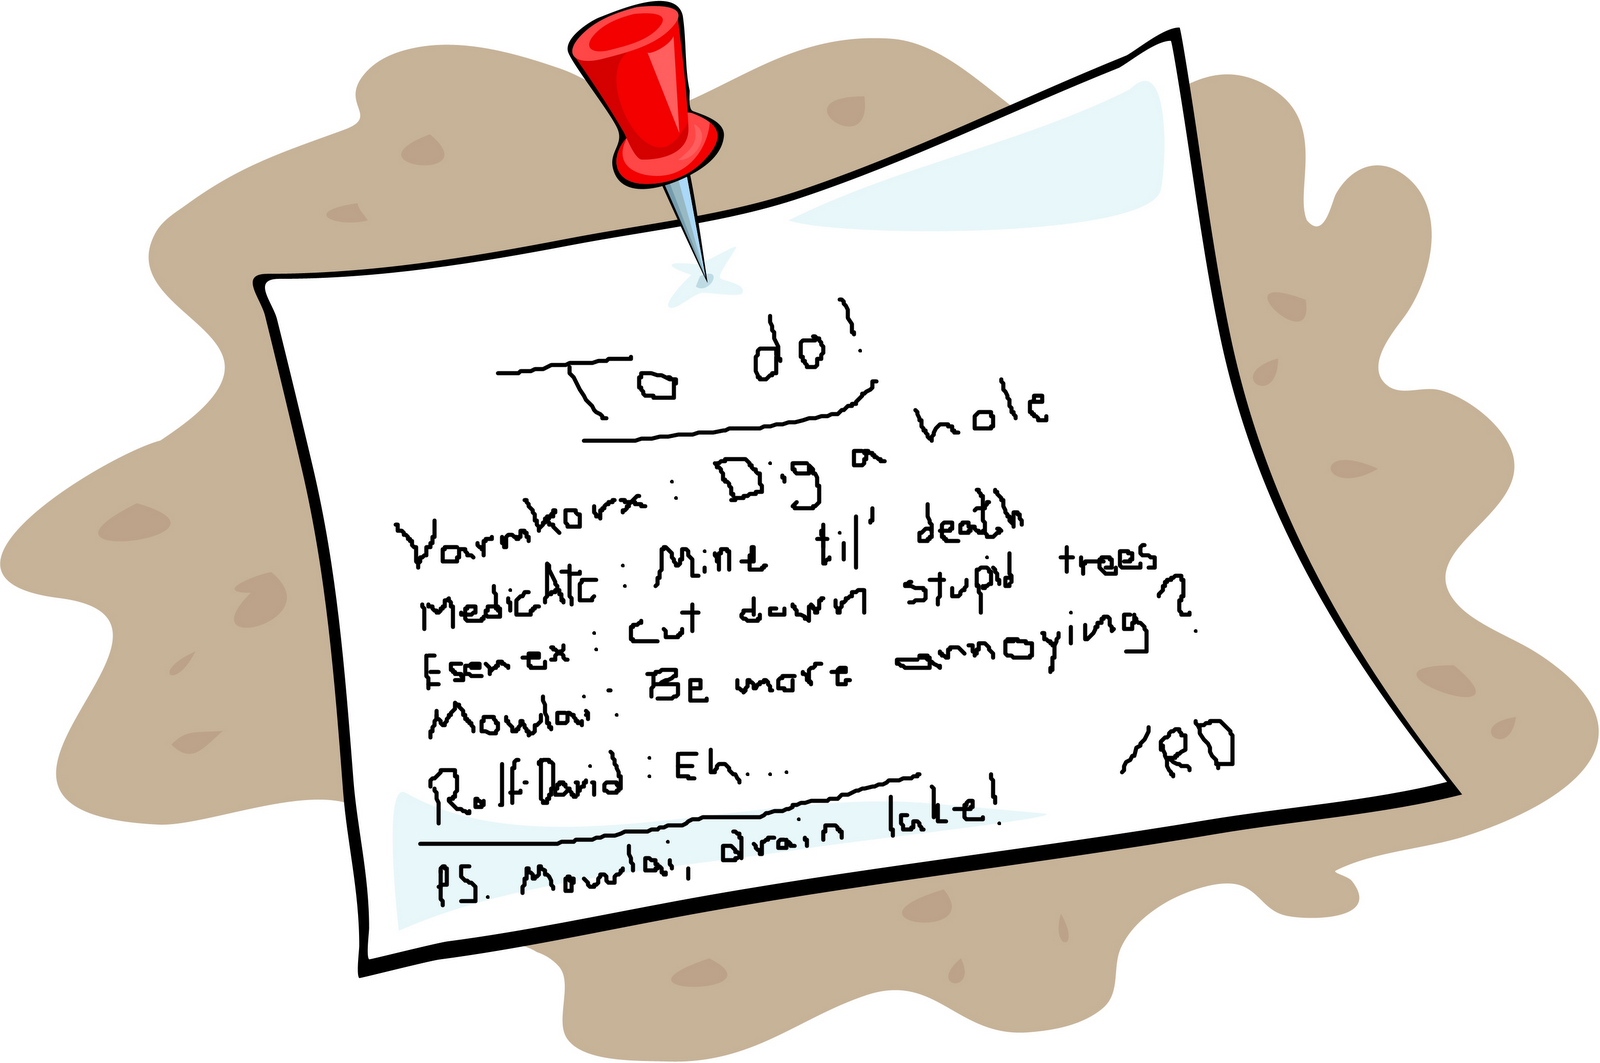 To do!
Varmkorx: Dig a hole
MedicAtc: Mine til' death
Esenex: Cut down stupid trees
Mowlai: Be more annoying?
Rolf-David: Eh...
/RD
PS. Mowlai, drain lake!